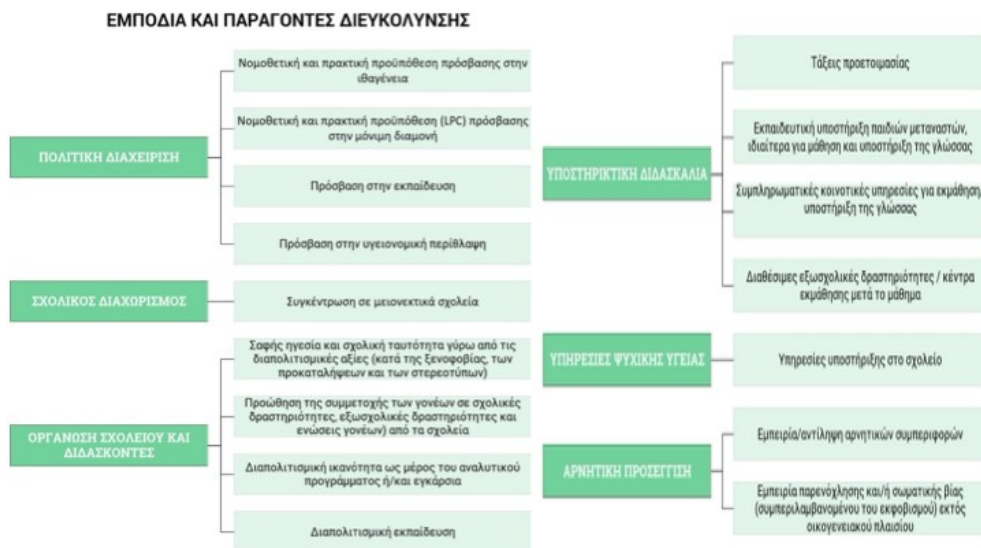 ΕΜΠΟΔΙΑ ΚΑΙ ΠΑΡΑΓΟΝΤΕΣ ΔΙΕΥΚΟΛΥΝΣΗΣ
ΠΟΛΙΤΙΚΗ ΔΙΑΧΕΙΡΙΣΗ
Νομοθετική και πρακτική προϋπόθεση πρόσβασης στην
ιθαγένεια
Νομοθετική και πρακτική προϋπόθεση (LPC) πρόσβασης
στην μόνιμη διαμονή
Πρόσβαση στην εκπαίδευση
Πρόσβαση στην υγειονομική περίθλαψη
ΣΧΟΛΙΚΟΣ ΔΙΑΧΩΡΙΣΜΟΣ
Συγκέντρωση σε μειονεκτικά σχολεία
ΟΡΓΑΝΩΣΗ ΣΧΟΛΕΙΟΥ ΚΑΙ
ΔΙΔΑΣΚΟΝΤΕΣ
Σαφής ηγεσία και σχολική ταυτότητα γύρω από τις
διαπολιτισμικές αξίες (κατά της ξενοφοβίας, των
προκαταλήψεων και των στερεοτύπων)
Προώθηση της συμμετοχής των γονέων σε σχολικές
δραστηριότητες, εξωσχολικές δραστηριότητες και
ενώσεις γονέων) από τα σχολεία
Διαπολιτισμική ικανότητα ως μέρος του αναλυτικού
προγράμματος ή/και εγκάρσια
Διαπολιτισμική εκπαίδευση
ΥΠΟΣΤΗΡΙΚΤΙΚΗ ΔΙΔΑΣΚΑΛΙΑ
Τάξεις προετοιμασίας
Εκπαιδευτική υποστήριξη παιδιών μεταναστών,
ιδιαίτερα για μάθηση και υποστήριξη της γλώσσας
Συμπληρωματικές κοινοτικές υπηρεσίες για εκμάθηση,
υποστήριξη της γλώσσας
Διαθέσιμες εξωσχολικές δραστηριότητες / κέντρα
εκμάθησης μετά το μάθημα
ΥΠΗΡΕΣΙΕΣ ΨΥΧΙΚΗΣ ΥΓΕΙΑΣ
Υπηρεσίες υποστήριξης στο σχολείο
ΑΡΝΗΤΙΚΗ ΠΡΟΣΕΓΓΙΣΗ
Εμπειρία/αντίληψη αρνητικών συμπεριφορών
Εμπειρία παρενόχλησης και/ή σωματικής βίας
(συμπεριλαμβανομένου του εκφοβισμού) εκτός
οικογενειακού πλαισίου